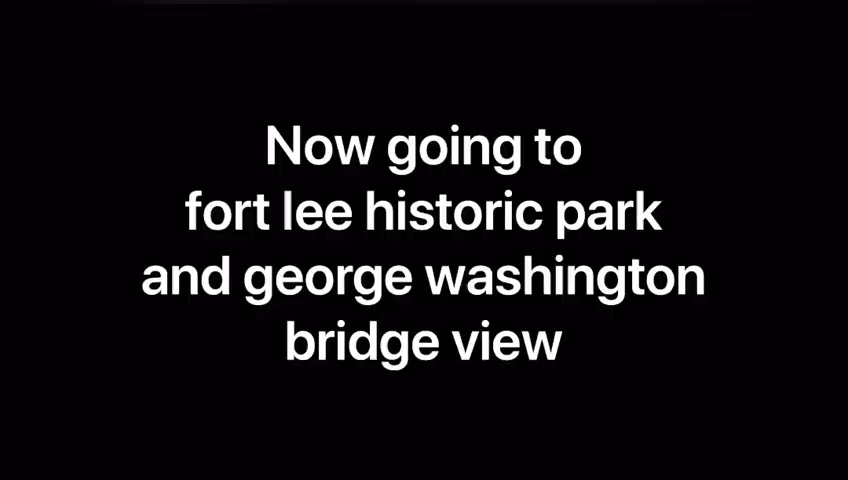 Now going to
fort lee historic park
and george washington
bridge view